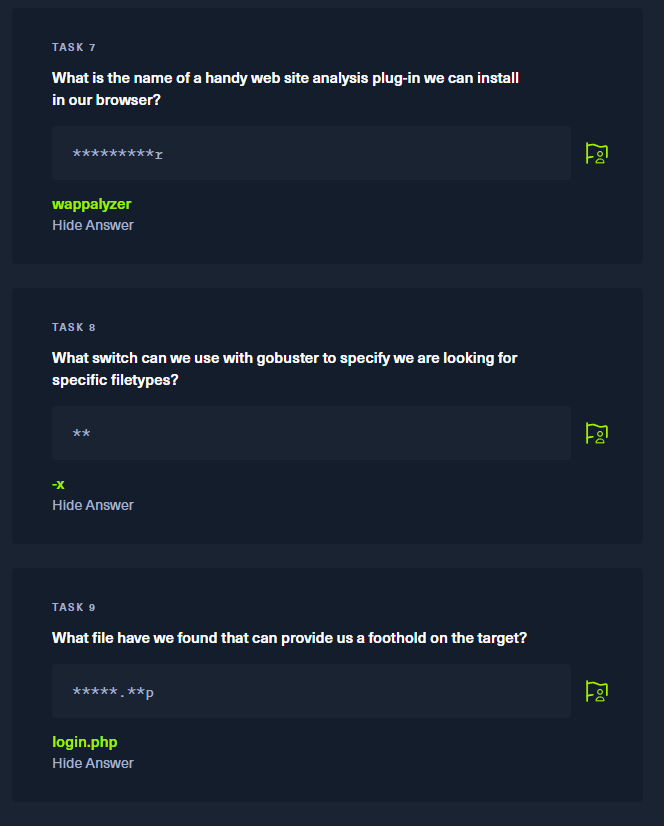 TASK 7
What is the name of a handy web site analysis plug-in we can install
in our browser?
*********r
wappalyzer
Hide Answer
TASK 8
What switch can we use with gobuster to specify we are looking for
specific filetypes?
**
-x
Hide Answer
TASK 9
What file have we found that can provide us a foothold on the target?
*****.**p
login.php
Hide Answer